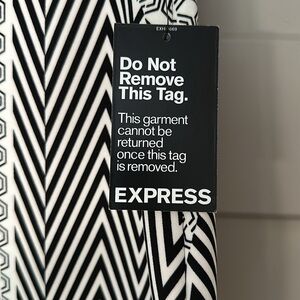 Do Not
Remove
This Tag.
This garment
cannot be
returned
once this tag
is removed.
EXPRESS